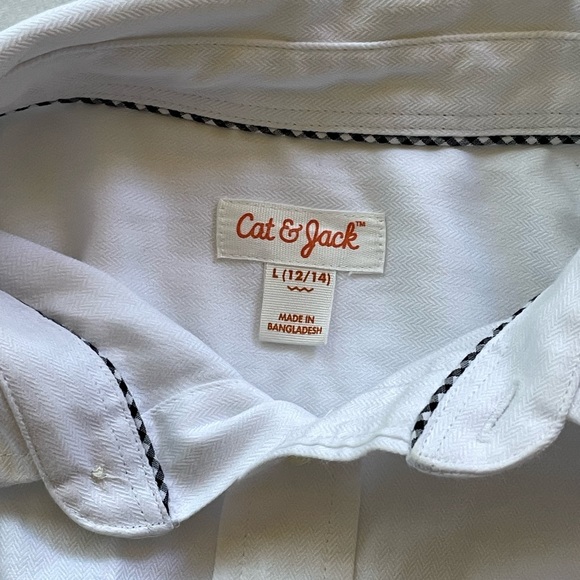 Cat & Jack™
L (12/14)
MADE IN
BANGLADESH